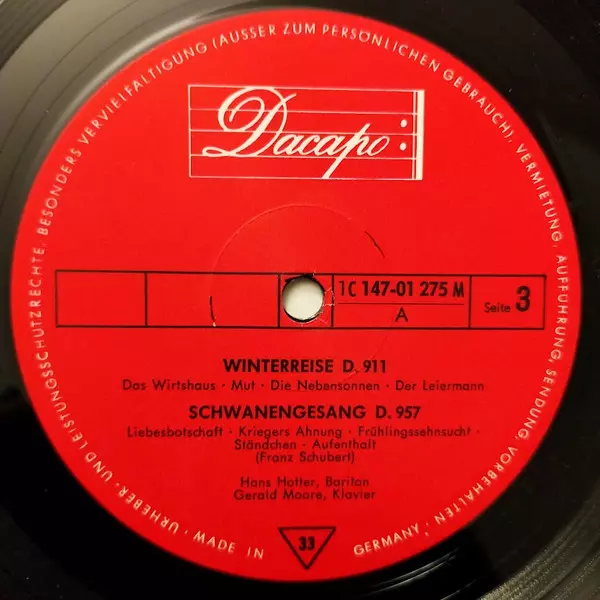 Dacapo
1C 147-01 275 M
A
Seite 3
WINTERREISE D. 911
Das Wirtshaus · Mut · Die Nebensonnen · Der Leiermann
SCHWANENGESANG D. 957
Liebesbotschaft · Kriegers Ahnung · Frühlingssehnsucht ·
Ständchen · Aufenthalt
(Franz Schubert)
Hans Hotter, Bariton
Gerald Moore, Klavier
33
MADE IN GERMANY · URHEBER- UND LEISTUNGSSCHUTZRECHTE, BESONDERS VERVIELFÄLTIGUNG (AUSSER ZUM PERSÖNLICHEN GEBRAUCH), VERMIETUNG, AUFFÜHRUNG, SENDUNG, VORBEHALTEN ·